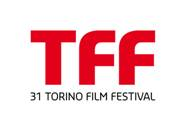 TFF
31 TORINO FILM FESTIVAL